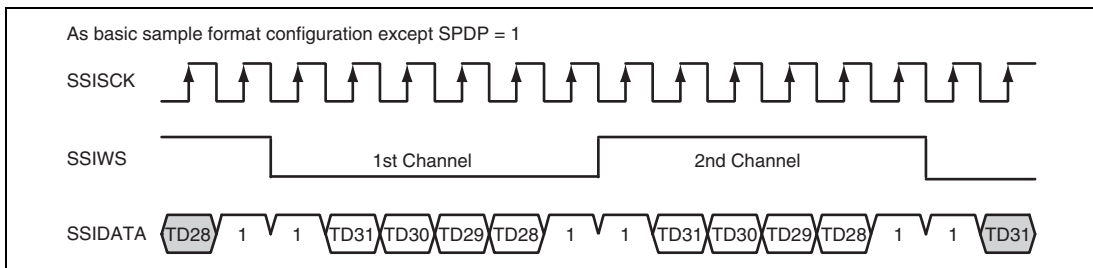 As basic sample format configuration except SPDP = 1
SSISCK
SSIWS 1st Channel 2nd Channel
SSIDATA TD28 1 1 TD31 TD30 TD29 TD28 1 1 TD31 TD30 TD29 TD28 1 1 TD31